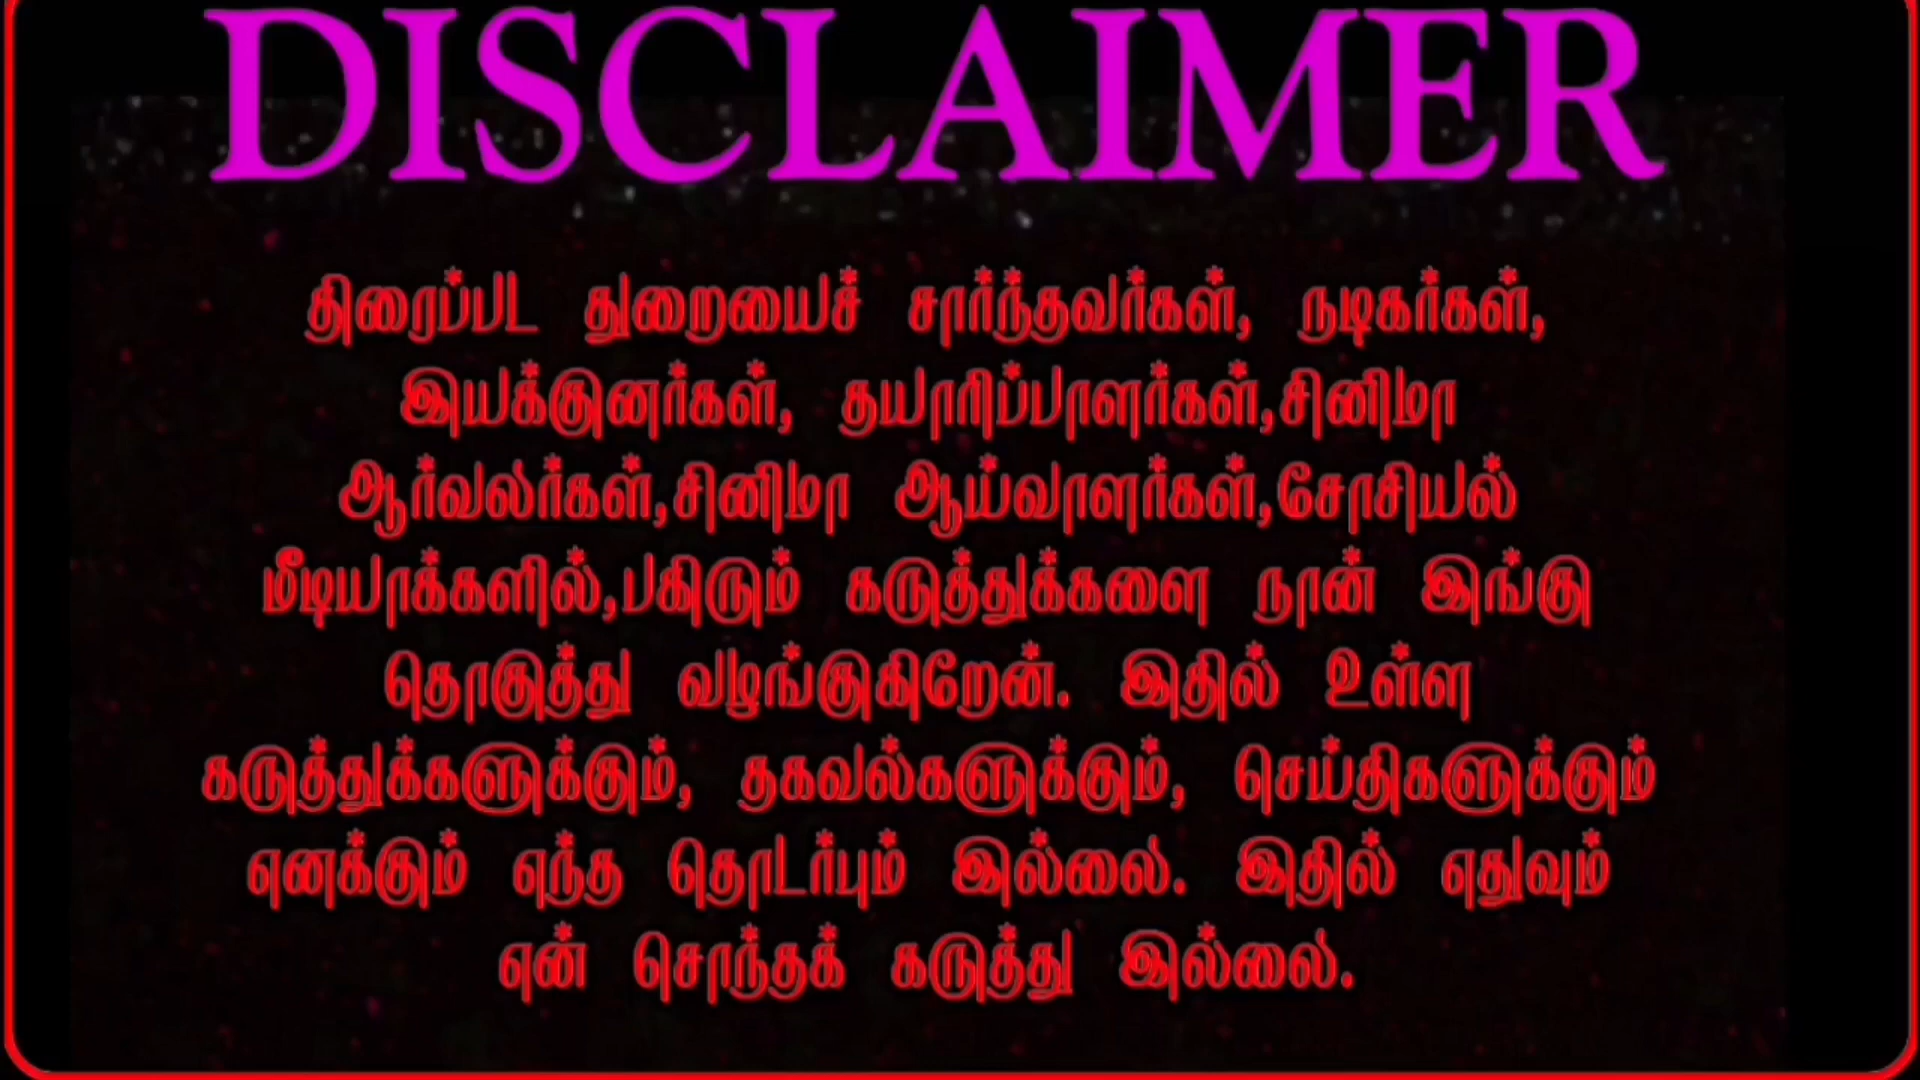 DISCLAIMER
திரைப்பட துறையைச் சார்ந்தவர்கள், நடிகர்கள்,
இயக்குனர்கள், தயாரிப்பாளர்கள்,சினிமா
ஆர்வலர்கள்,சினிமா ஆய்வாளர்கள்,சோசியல்
மீடியாக்களில்,பகிரும் கருத்துக்களை நான் இங்கு
தொகுத்து வழங்குகிறேன். இதில் உள்ள
கருத்துக்களுக்கும், தகவல்களுக்கும், செய்திகளுக்கும்
எனக்கும் எந்த தொடர்பும் இல்லை. இதில் எதுவும்
ஏன் சொந்தக் கருத்து இல்லை.